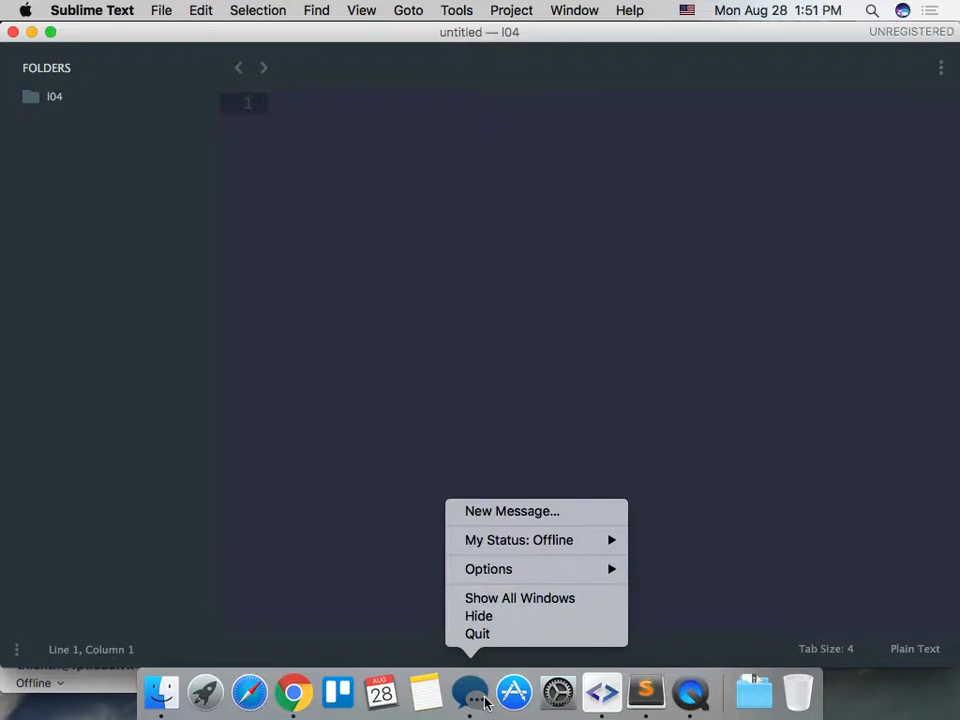 Sublime Text File Edit Selection Find View Goto Tools Project Window Help Mon Aug 28 1:51 PM
untitled — l04 UNREGISTERED
FOLDERS
l04
1
New Message...
My Status: Offline
Options
Show All Windows
Hide
Quit
Line 1, Column 1 Tab Size: 4 Plain Text
Offline
AUG
28
S